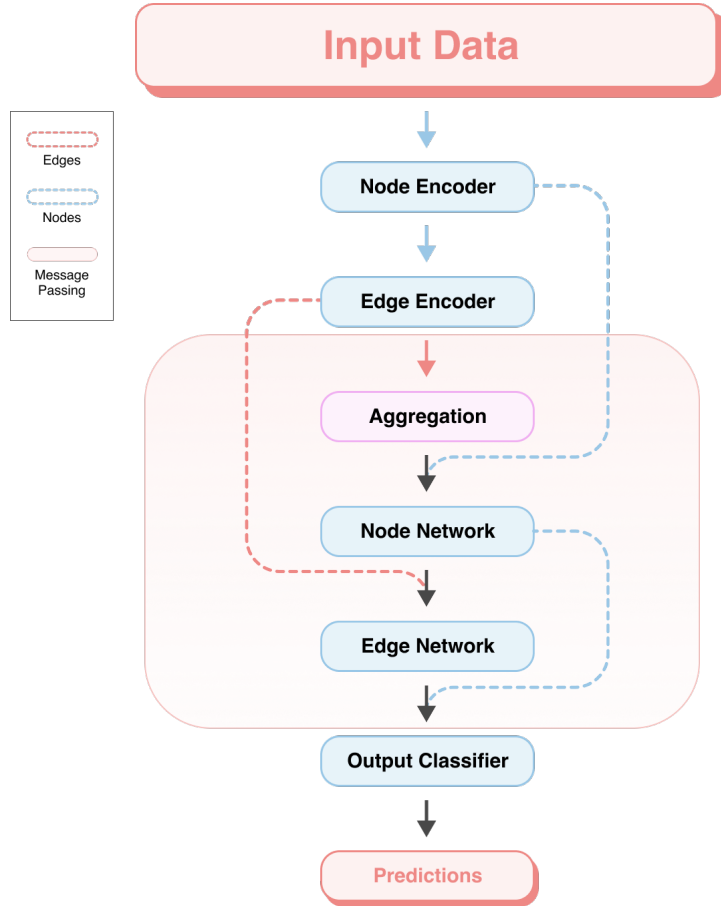 Input Data
Edges
Nodes
Message
Passing
Node Encoder
Edge Encoder
Aggregation
Node Network
Edge Network
Output Classifier
Predictions